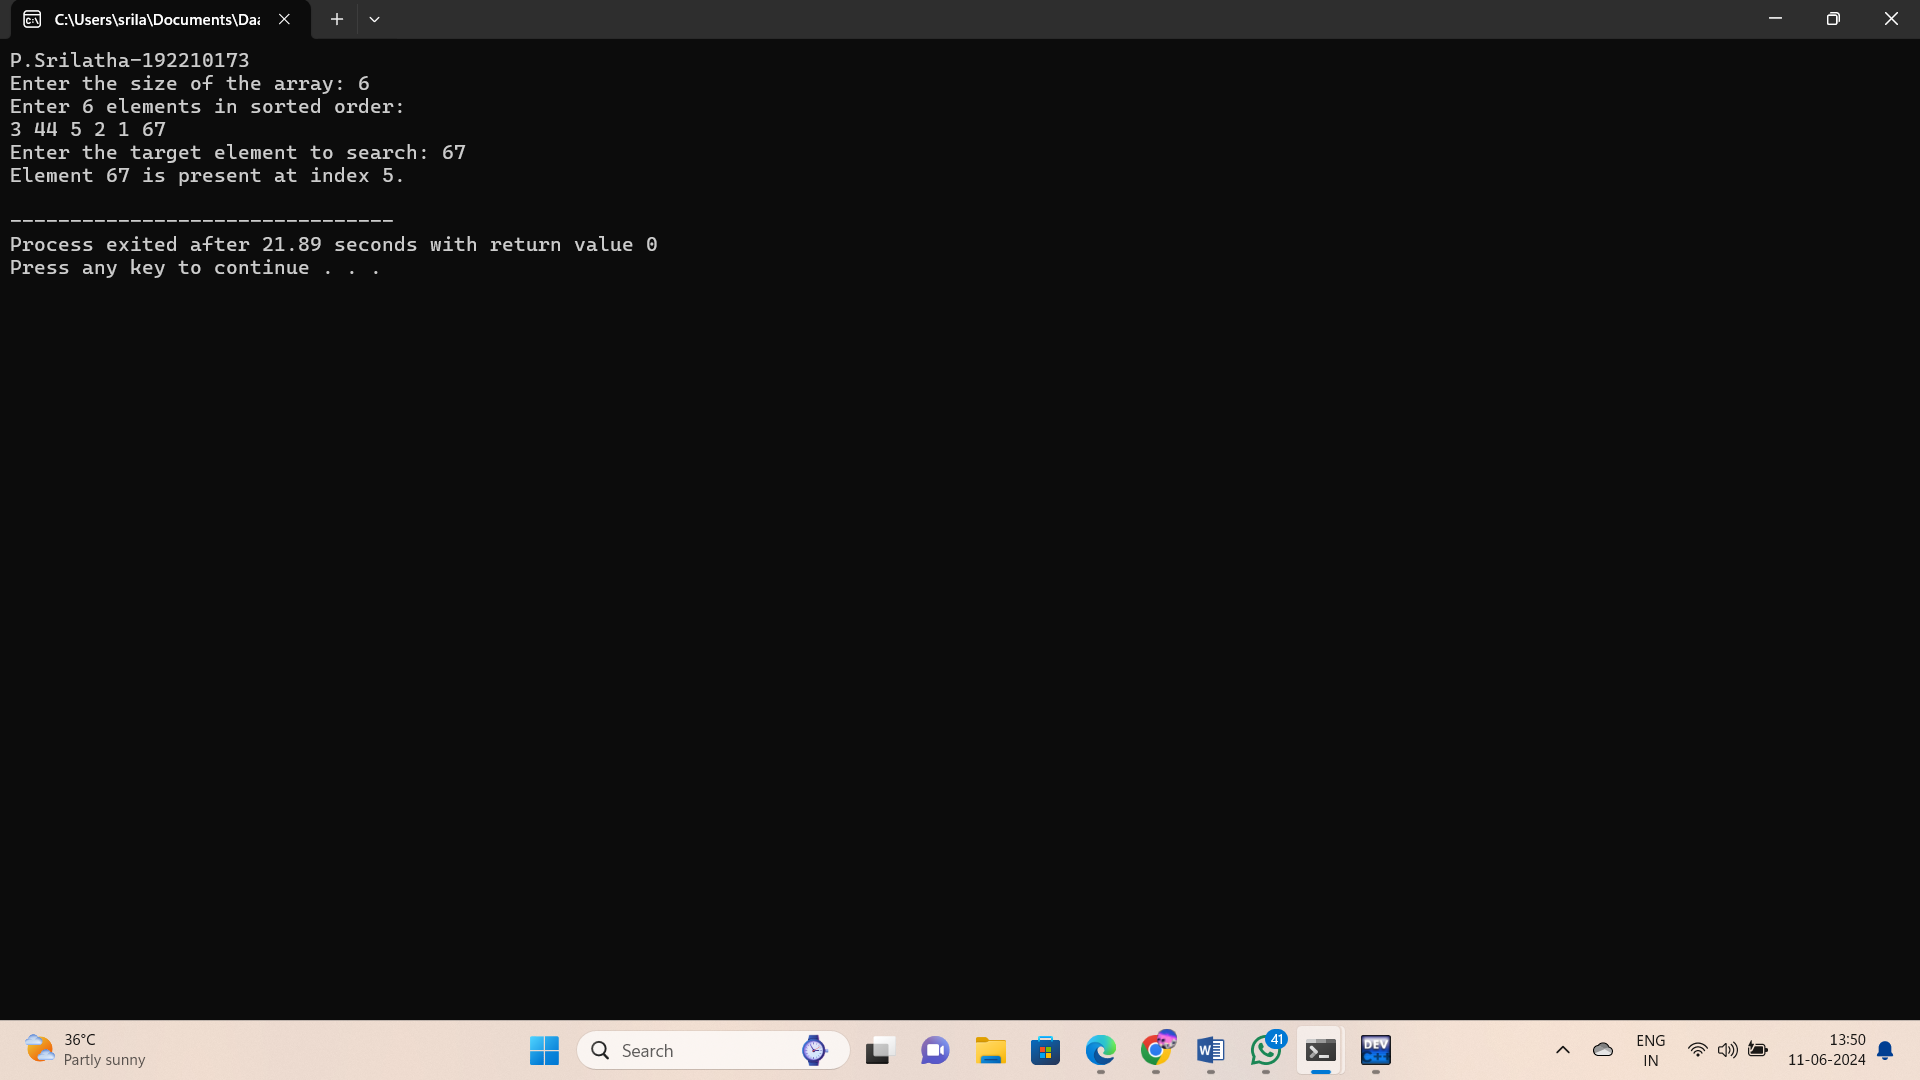 C:\Users\srila\Documents\Daa
P.Srilatha-192210173
Enter the size of the array: 6
Enter 6 elements in sorted order:
3 44 5 2 1 67
Enter the target element to search: 67
Element 67 is present at index 5.
--------------------------------
Process exited after 21.89 seconds with return value 0
Press any key to continue . . .
36°C
Partly sunny
Search
41
DEV
C++
ENG
IN
13:50
11-06-2024